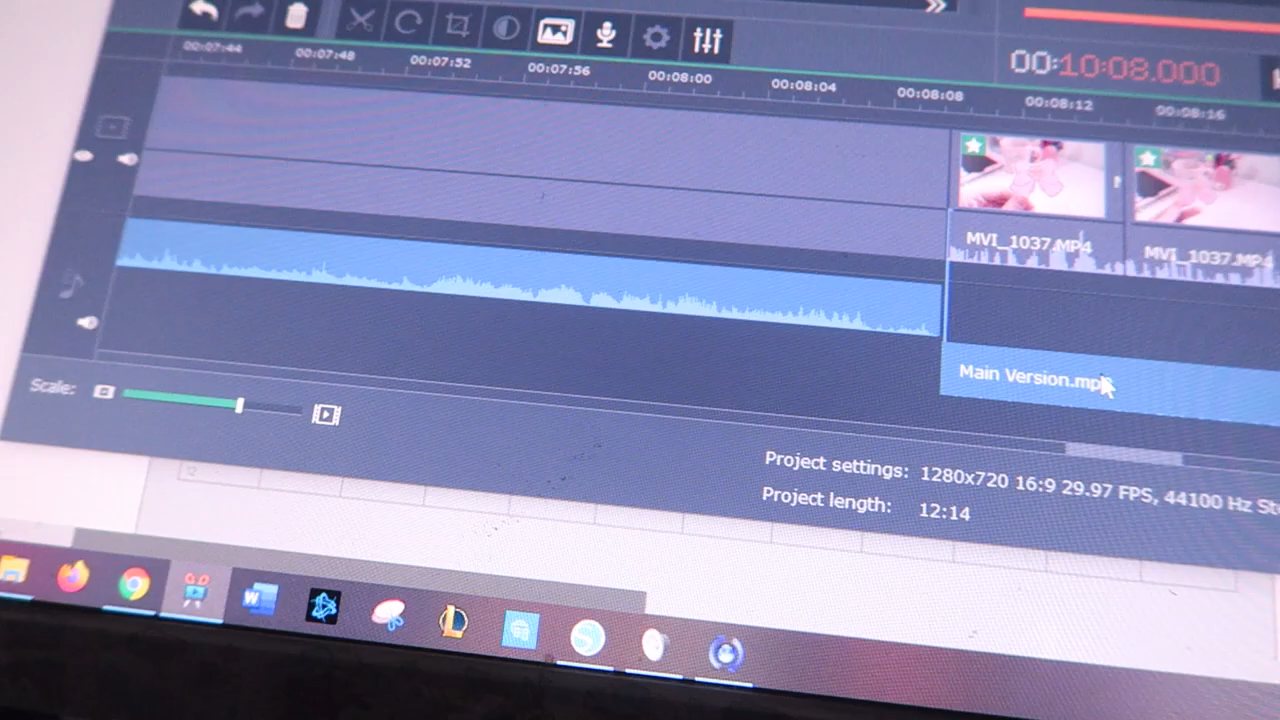 00:10:08.000
00:07:44 00:07:48 00:07:52 00:07:56 00:08:00 00:08:04 00:08:08 00:08:12 00:08:16
MVI_1037.MP4 MVI_1037.MP4
Main Version.mp
Scale:
Project settings: 1280x720 16:9 29.97 FPS, 44100 Hz St
Project length: 12:14
W
L